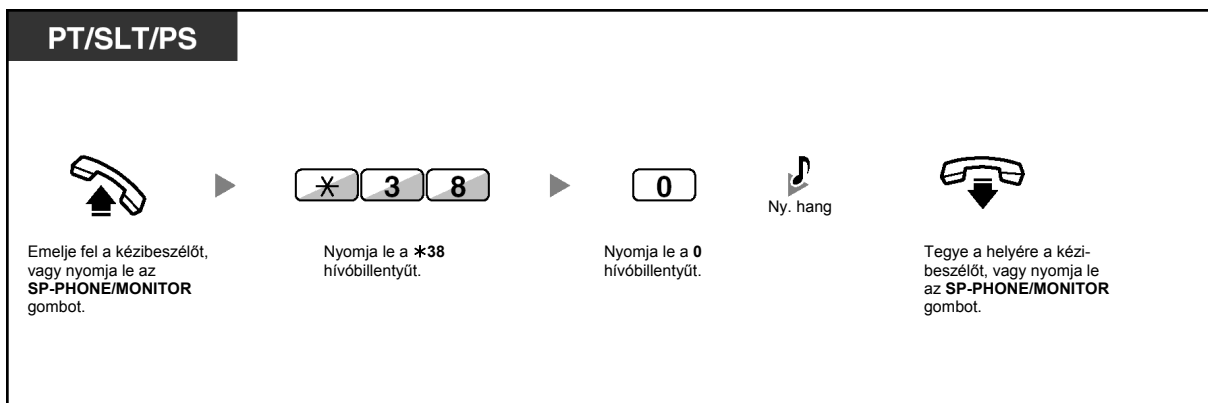 PT/SLT/PS
✳ 3 8
0
Ny. hang
Emelje fel a kézibeszélőt,
vagy nyomja le az
SP-PHONE/MONITOR
gombot.
Nyomja le a ✳38
hívóbillentyűt.
Nyomja le a 0
hívóbillentyűt.
Tegye a helyére a kézi-
beszélőt, vagy nyomja le
az SP-PHONE/MONITOR
gombot.